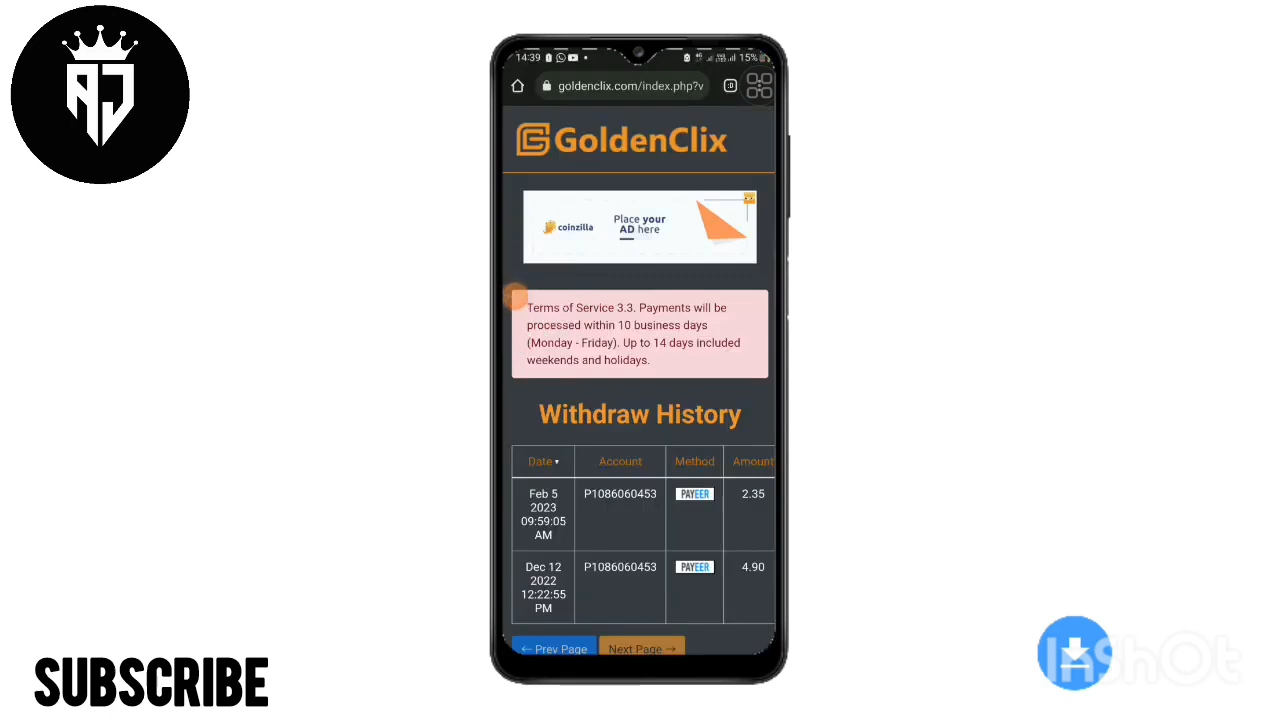 AJ
14:39
15%
goldenclix.com/index.php?v
GoldenClix
coinzilla
Place your
AD here
Terms of Service 3.3. Payments will be
processed within 10 business days
(Monday - Friday). Up to 14 days included
weekends and holidays.
Withdraw History
Date Account Method Amount
Feb 5 2023 09:59:05 AM P1086060453 PAYEER 2.35
Dec 12 2022 12:22:55 PM P1086060453 PAYEER 4.90
← Prev Page
Next Page →
SUBSCRIBE
InShOt